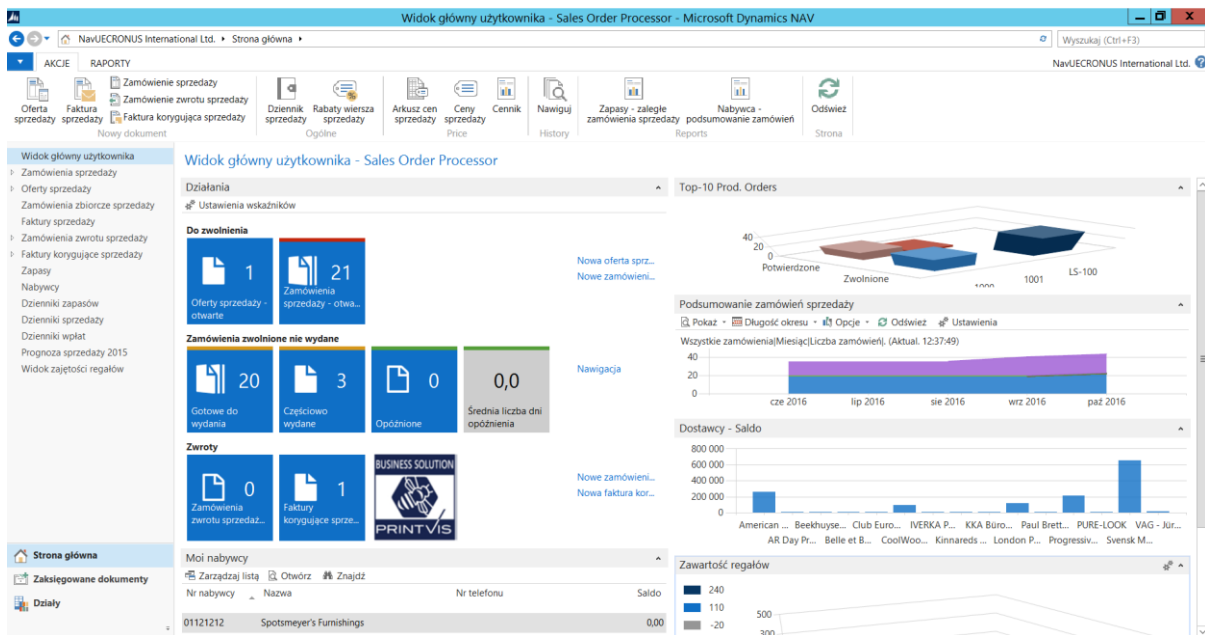 Widok główny użytkownika - Sales Order Processor - Microsoft Dynamics NAV
NavUECRONUS International Ltd. ▸ Strona główna ▸
Wyszukaj (Ctrl+F3)
AKCJE RAPORTY
NavUECRONUS International Ltd.
Oferta sprzedaży
Faktura sprzedaży
Zamówienie sprzedaży
Zamówienie zwrotu sprzedaży
Faktura korygująca sprzedaży
Nowy dokument
Dziennik sprzedaży
Rabaty wiersza sprzedaży
Ogólne
Arkusz cen sprzedaży
Ceny sprzedaży
Cennik
Price
Nawiguj
History
Zapasy - zaległe zamówienia sprzedaży
Nabywca - podsumowanie zamówień
Reports
Odśwież
Strona
Widok główny użytkownika
Zamówienia sprzedaży
Oferty sprzedaży
Zamówienia zbiorcze sprzedaży
Faktury sprzedaży
Zamówienia zwrotu sprzedaży
Faktury korygujące sprzedaży
Zapasy
Nabywcy
Dzienniki zapasów
Dzienniki sprzedaży
Dzienniki wpłat
Prognoza sprzedaży 2015
Widok zajętości regałów
Strona główna
Zaksięgowane dokumenty
Działy
Widok główny użytkownika - Sales Order Processor
Działania
Ustawienia wskaźników
Do zwolnienia
1
Oferty sprzedaży - otwarte
21
Zamówienia sprzedaży - otwa...
Nowa oferta sprz...
Nowe zamówieni...
Zamówienia zwolnione nie wydane
20
Gotowe do wydania
3
Częściowo wydane
0
Opóźnione
0,0
Średnia liczba dni opóźnienia
Nawigacja
Zwroty
0
Zamówienia zwrotu sprzedaż...
1
Faktury korygujące sprze...
BUSINESS SOLUTION
PRINTVIS
Nowe zamówieni...
Nowa faktura kor...
Moi nabywcy
Zarządzaj listą Otwórz Znajdź
Nr nabywcy Nazwa Nr telefonu Saldo
01121212 Spotsmeyer's Furnishings 0,00
Top-10 Prod. Orders
40
20
0
Potwierdzone
Zwolnione
1000
1001
LS-100
Podsumowanie zamówień sprzedaży
Pokaż Długość okresu Opcje Odśwież Ustawienia
Wszystkie zamówienia|Miesiąc|Liczba zamówień|. (Aktual. 12:37:49)
40
20
0
cze 2016 lip 2016 sie 2016 wrz 2016 paź 2016
Dostawcy - Saldo
800 000
600 000
400 000
200 000
0
American ... Beekhuyse... Club Euro... IVERKA P... KKA Büro... Paul Brett... PURE-LOOK VAG - Jür...
AR Day Pr... Belle et B... CoolWoo... Kinnareds ... London P... Progressiv... Svensk M...
Zawartość regałów
240
110
-20
500
300